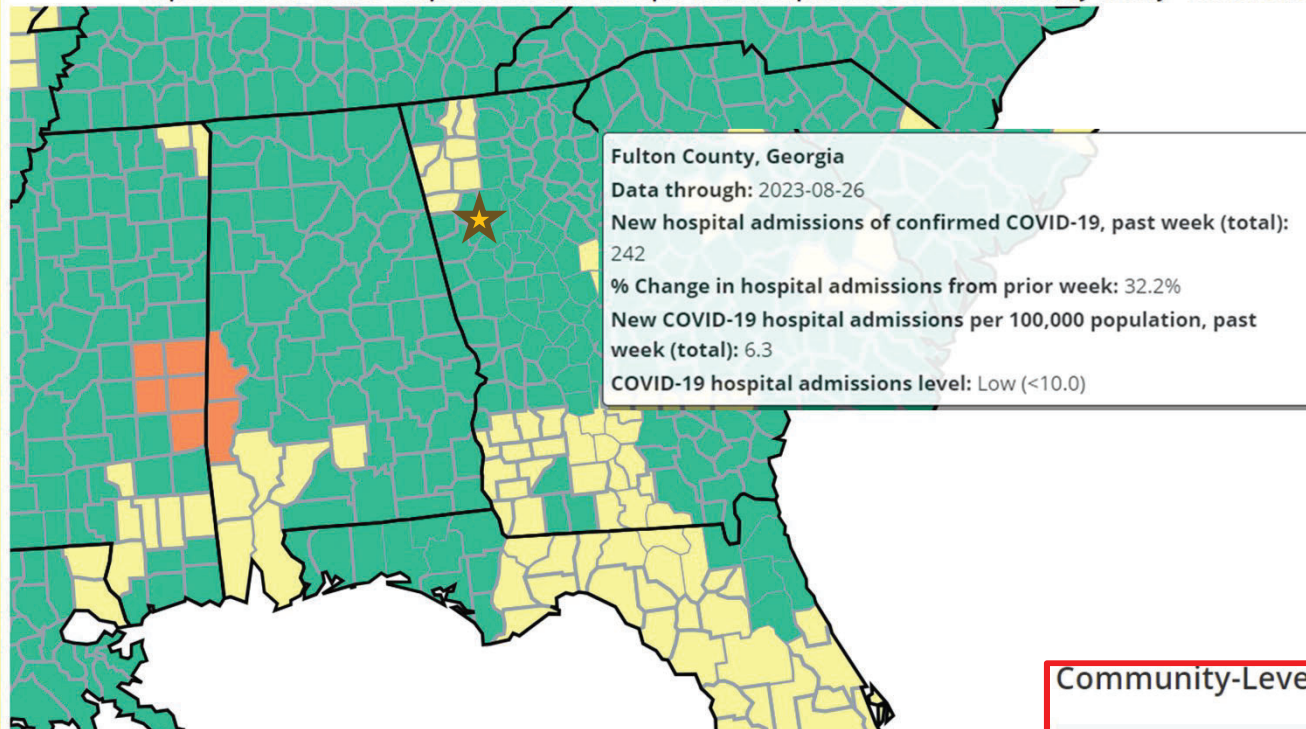 Fulton County, Georgia
Data through: 2023-08-26
New hospital admissions of confirmed COVID-19, past week (total):
242
% Change in hospital admissions from prior week: 32.2%
New COVID-19 hospital admissions per 100,000 population, past
week (total): 6.3
COVID-19 hospital admissions level: Low (<10.0)
Community-Leve